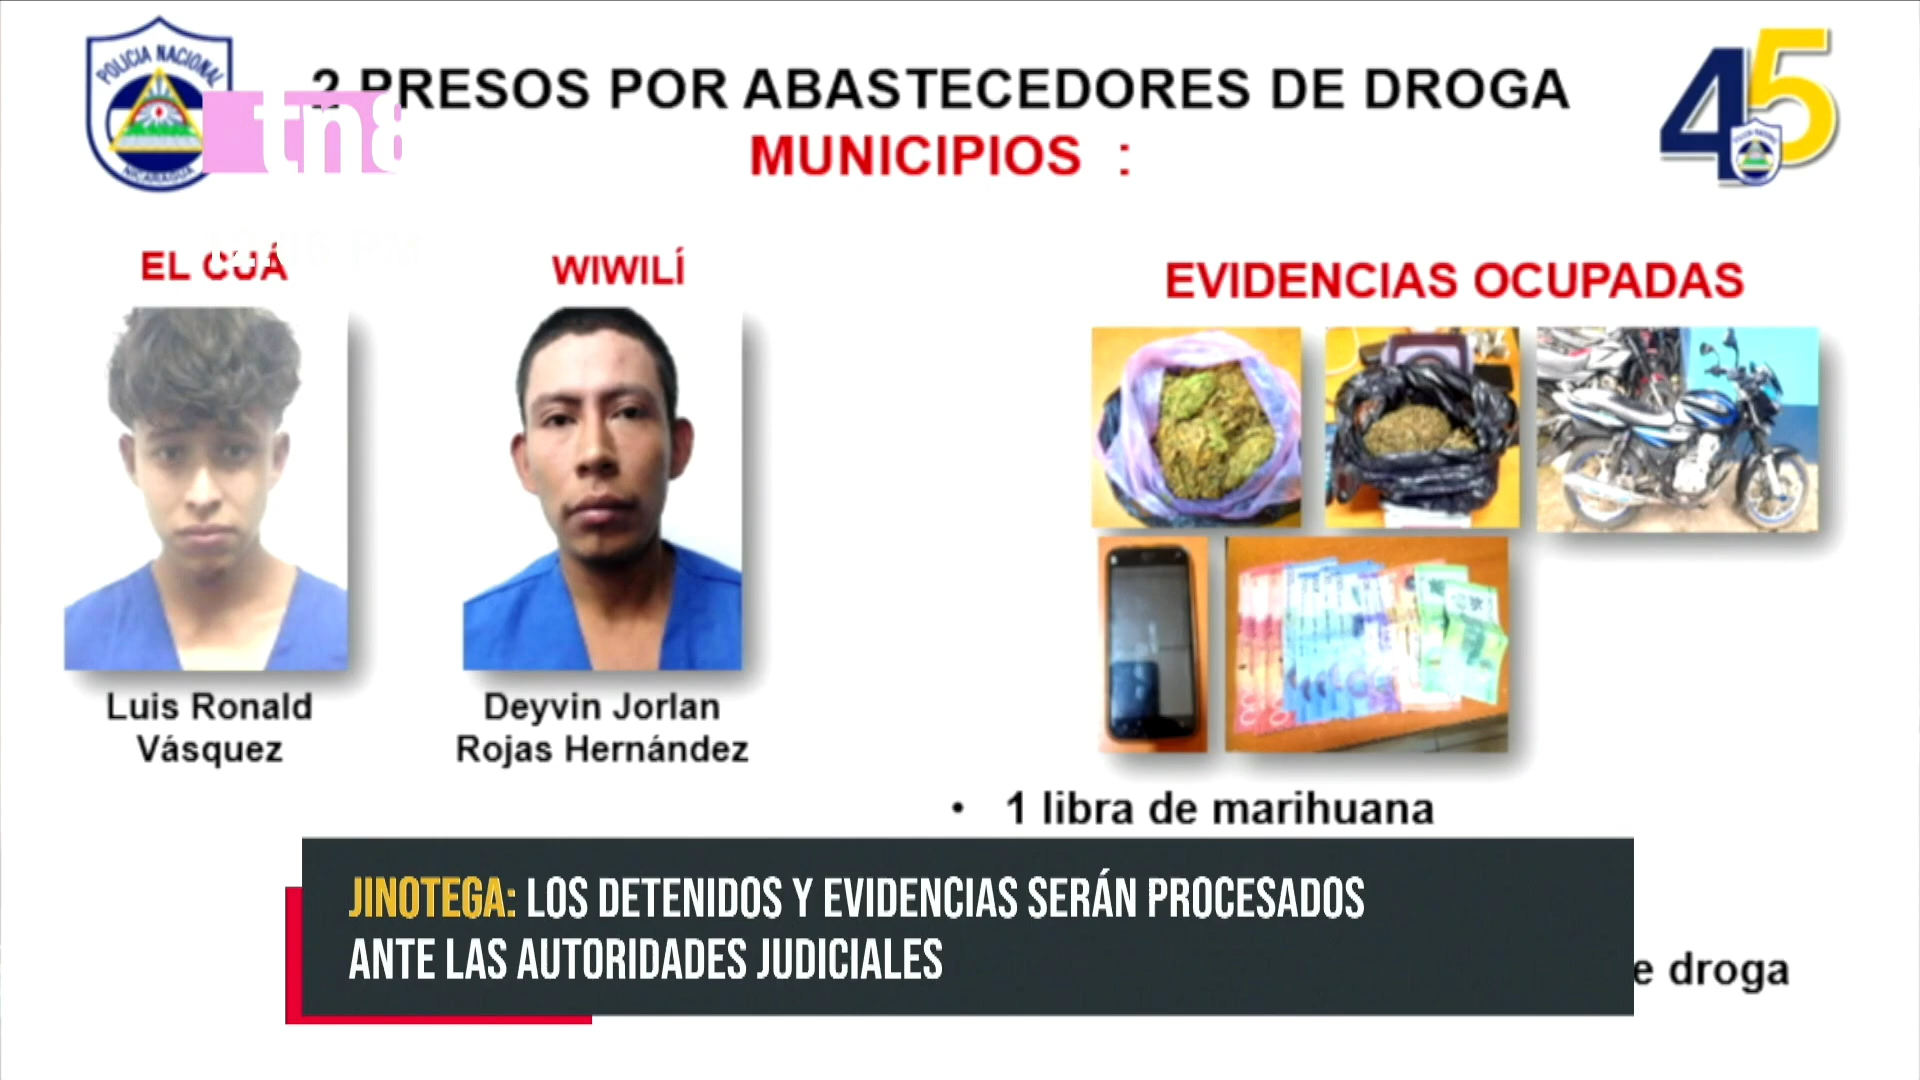 POLICIA NACIONAL
NICARAGUA
tn8
2 PRESOS POR ABASTECEDORES DE DROGA
MUNICIPIOS :
45
EL CUÁ
WIWILÍ
EVIDENCIAS OCUPADAS
Luis Ronald
Vásquez
Deyvin Jorlan
Rojas Hernández
• 1 libra de marihuana
JINOTEGA: LOS DETENIDOS Y EVIDENCIAS SERÁN PROCESADOS
ANTE LAS AUTORIDADES JUDICIALES
e droga